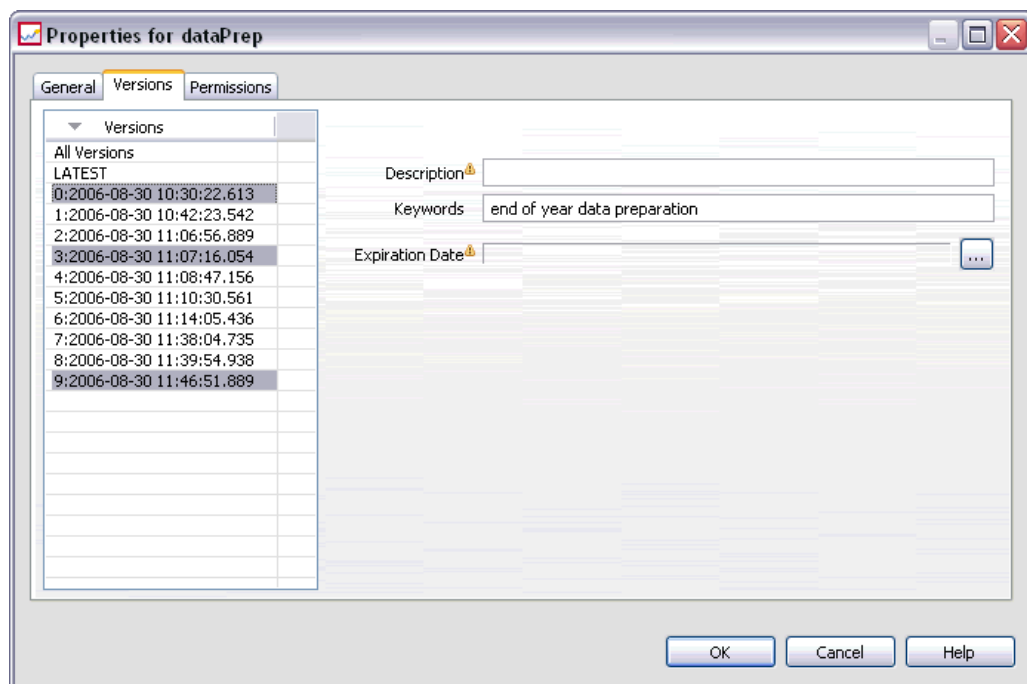 Properties for dataPrep
General Versions Permissions
Versions
All Versions
LATEST
0:2006-08-30 10:30:22.613
1:2006-08-30 10:42:23.542
2:2006-08-30 11:06:56.889
3:2006-08-30 11:07:16.054
4:2006-08-30 11:08:47.156
5:2006-08-30 11:10:30.561
6:2006-08-30 11:14:05.436
7:2006-08-30 11:38:04.735
8:2006-08-30 11:39:54.938
9:2006-08-30 11:46:51.889
Description
Keywords end of year data preparation
Expiration Date ...
OK Cancel Help